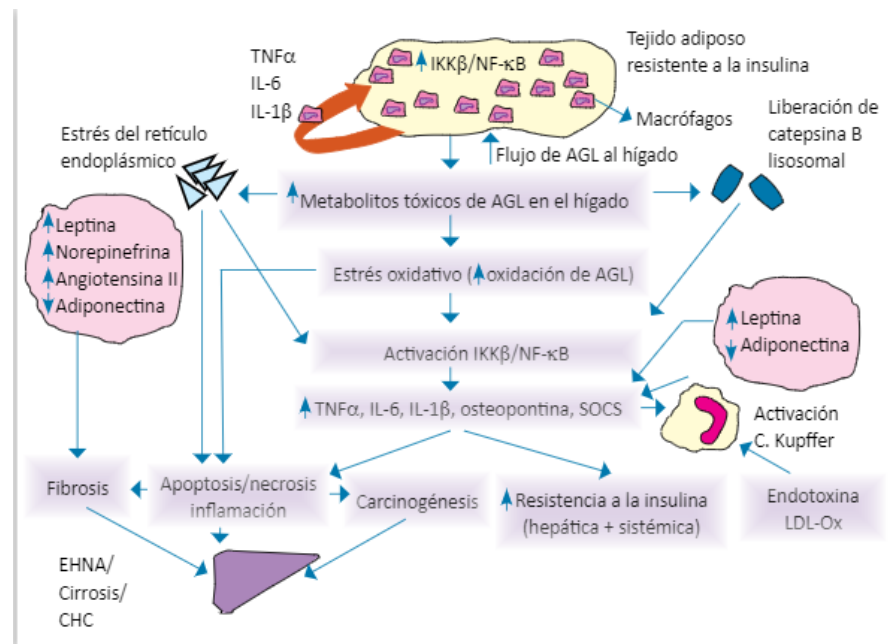 TNFα
IL-6
IL-1β
IKKβ/NF-κB
Tejido adiposo
resistente a la insulina
Macrófagos
Liberación de
catepsina B
lisosomal
Estrés del retículo
endoplásmico
Flujo de AGL al hígado
Metabolitos tóxicos de AGL en el hígado
Leptina
Norepinefrina
Angiotensina II
Adiponectina
Estrés oxidativo (oxidación de AGL)
Leptina
Adiponectina
Activación IKKβ/NF-κB
TNFα, IL-6, IL-1β, osteopontina, SOCS
Activación
C. Kupffer
Fibrosis
Apoptosis/necrosis
inflamación
Carcinogénesis
Resistencia a la insulina
(hepática + sistémica)
Endotoxina
LDL-Ox
EHNA/
Cirrosis/
CHC